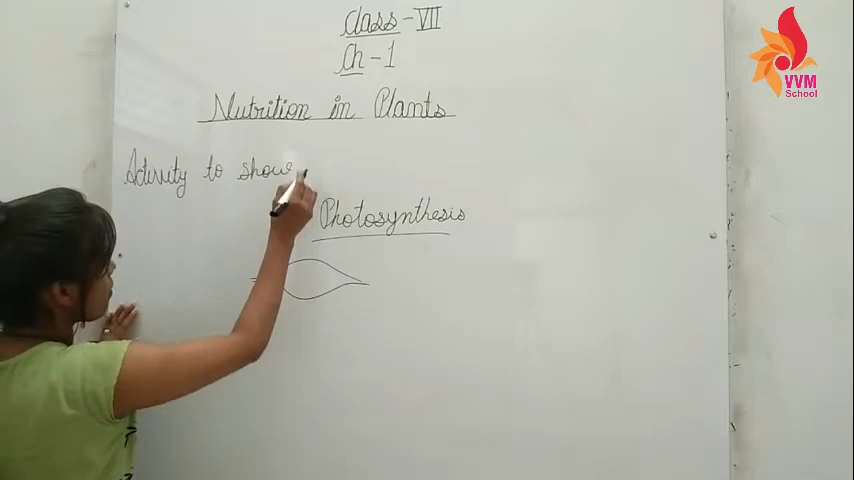 Class - VII
Ch - 1
Nutrition in Plants
Activity to show
Photosynthesis
VVM
School